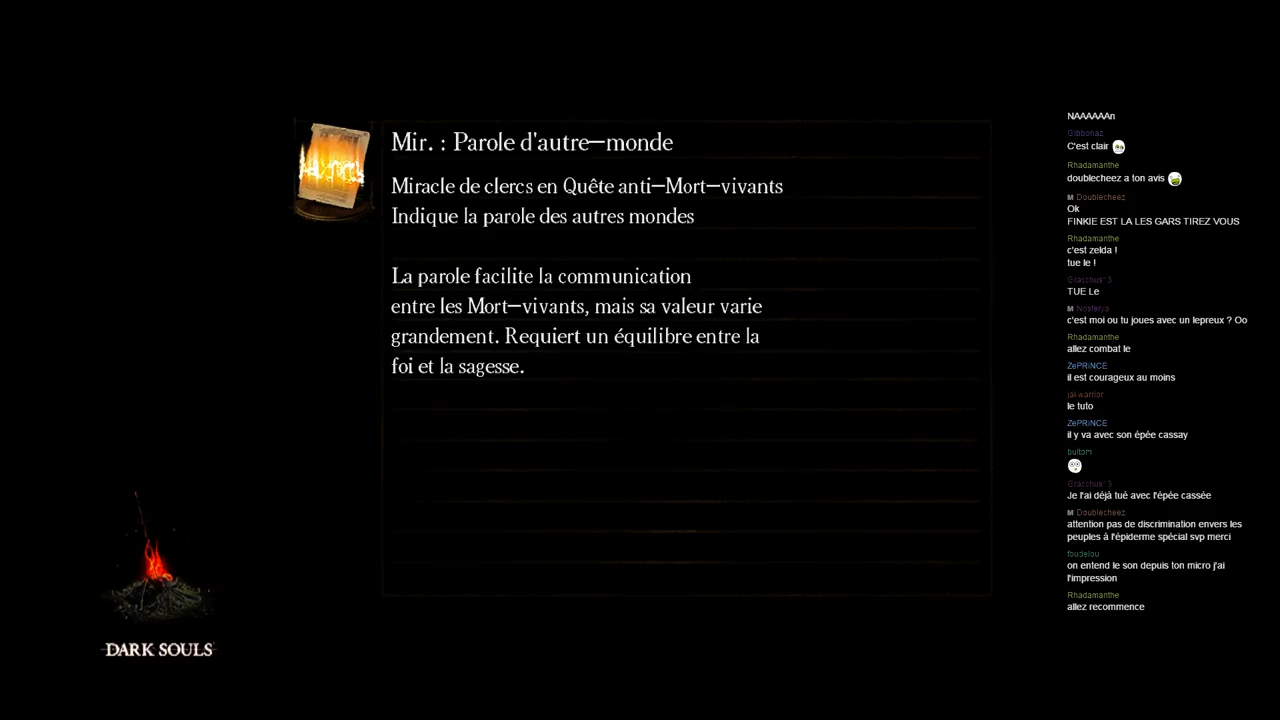 Mir. : Parole d'autre—monde
Miracle de clercs en Quête anti—Mort—vivants
Indique la parole des autres mondes
La parole facilite la communication
entre les Mort—vivants, mais sa valeur varie
grandement. Requiert un équilibre entre la
foi et la sagesse.
DARK SOULS
NAAAAAAn
Gibbonaz
C'est clair
Rhadamanthe
doublecheez a ton avis
M Doublecheez
Ok
FINKIE EST LA LES GARS TIREZ VOUS
Rhadamanthe
c'est zelda !
tue le !
Gracchus
TUE Le
M Nosferya
c'est moi ou tu joues avec un lepreux ? Oo
Rhadamanthe
allez combat le
ZePRiNCE
il est courageux au moins
le tuto
ZePRiNCE
il y va avec son épée cassay
Gracchus
Je l'ai déjà tué avec l'épée cassée
M Doublecheez
attention pas de discrimination envers les
peuples à l'épiderme spécial svp merci
foudelou
on entend le son depuis ton micro j'ai
l'impression
Rhadamanthe
allez recommence